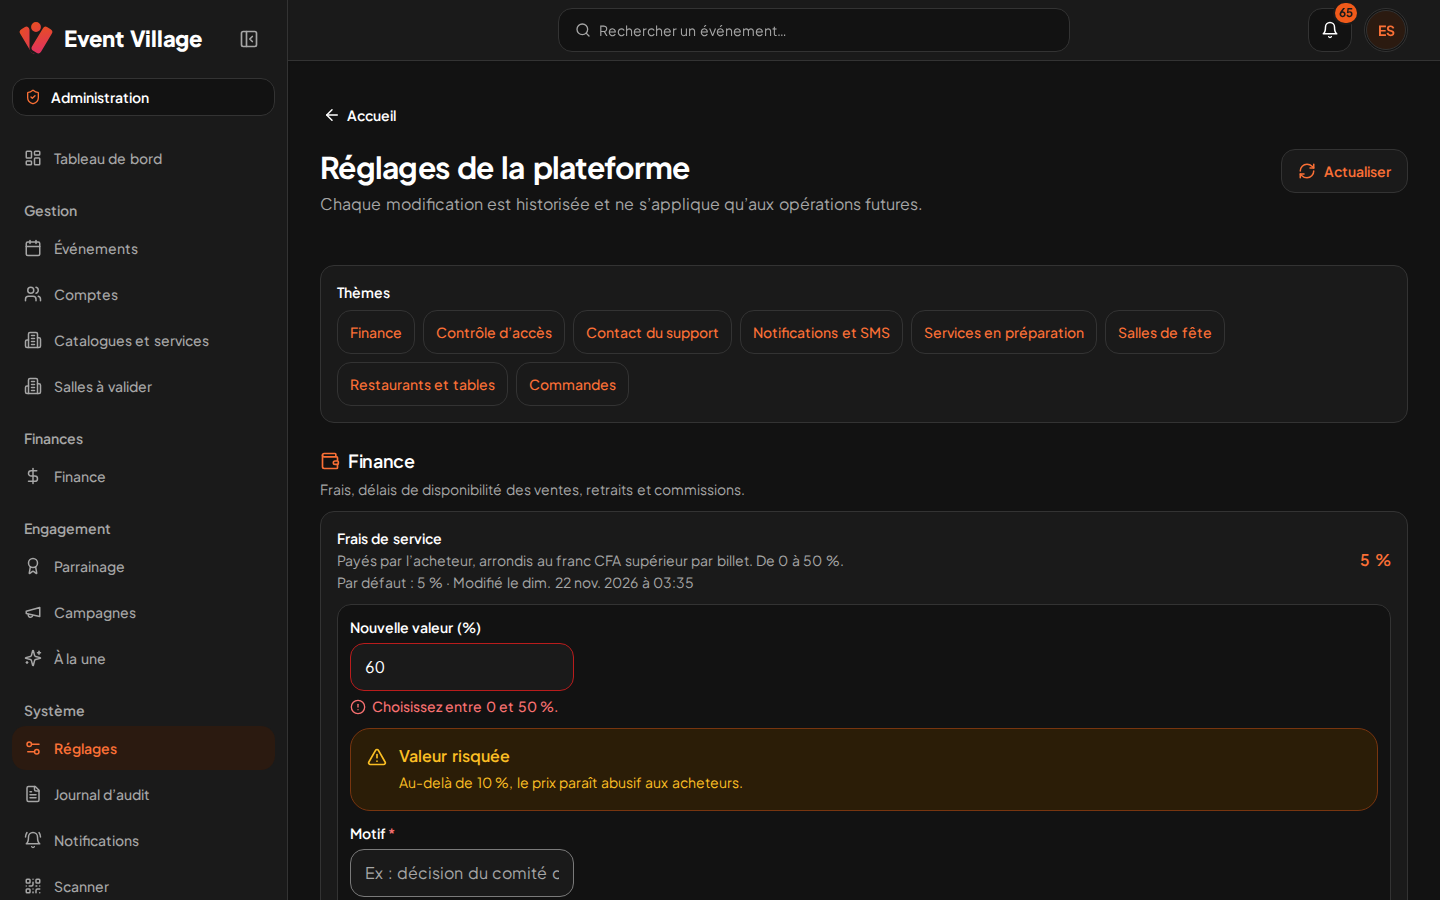 Event Village
Administration
Tableau de bord
Gestion
Événements
Comptes
Catalogues et services
Salles à valider
Finances
Finance
Engagement
Parrainage
Campagnes
À la une
Système
Réglages
Journal d'audit
Notifications
Scanner
Rechercher un événement…
65
ES
Accueil
Réglages de la plateforme
Actualiser
Chaque modification est historisée et ne s'applique qu'aux opérations futures.
Thèmes
Finance
Contrôle d'accès
Contact du support
Notifications et SMS
Services en préparation
Salles de fête
Restaurants et tables
Commandes
Finance
Frais, délais de disponibilité des ventes, retraits et commissions.
Frais de service
Payés par l'acheteur, arrondis au franc CFA supérieur par billet. De 0 à 50 %.
5 %
Par défaut : 5 % · Modifié le dim. 22 nov. 2026 à 03:35
Nouvelle valeur (%)
60
Choisissez entre 0 et 50 %.
Valeur risquée
Au-delà de 10 %, le prix paraît abusif aux acheteurs.
Motif *
Ex : décision du comité c